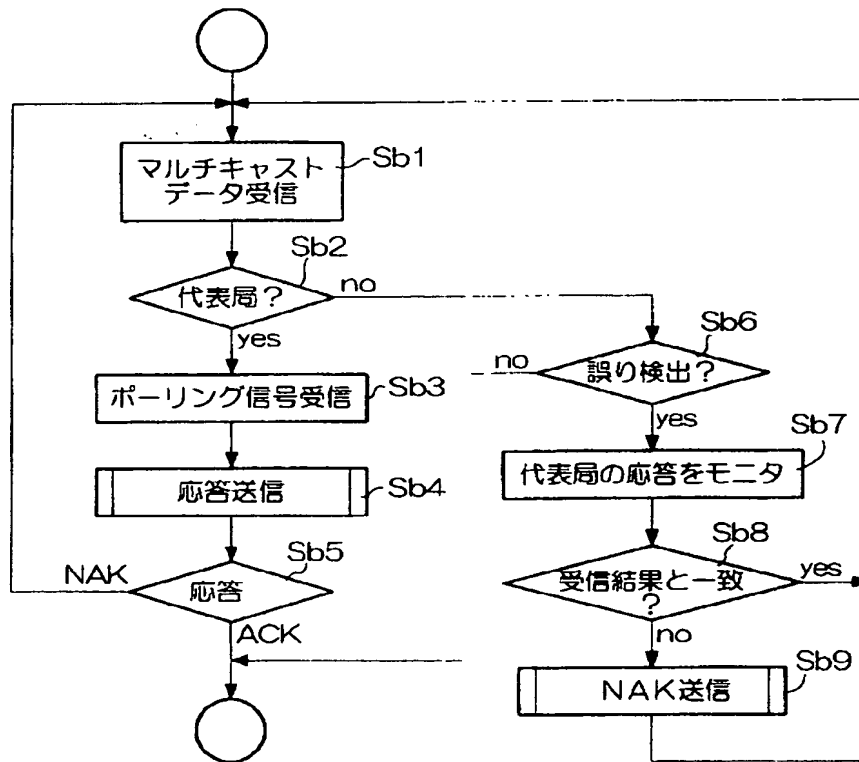 マルチキャスト
データ受信
Sb1
Sb2
代表局?
no
yes
ポーリング信号受信
Sb3
応答送信
Sb4
Sb5
応答
NAK
ACK
Sb6
誤り検出?
no
yes
Sb7
代表局の応答をモニタ
Sb8
受信結果と一致
?
yes
no
NAK送信
Sb9